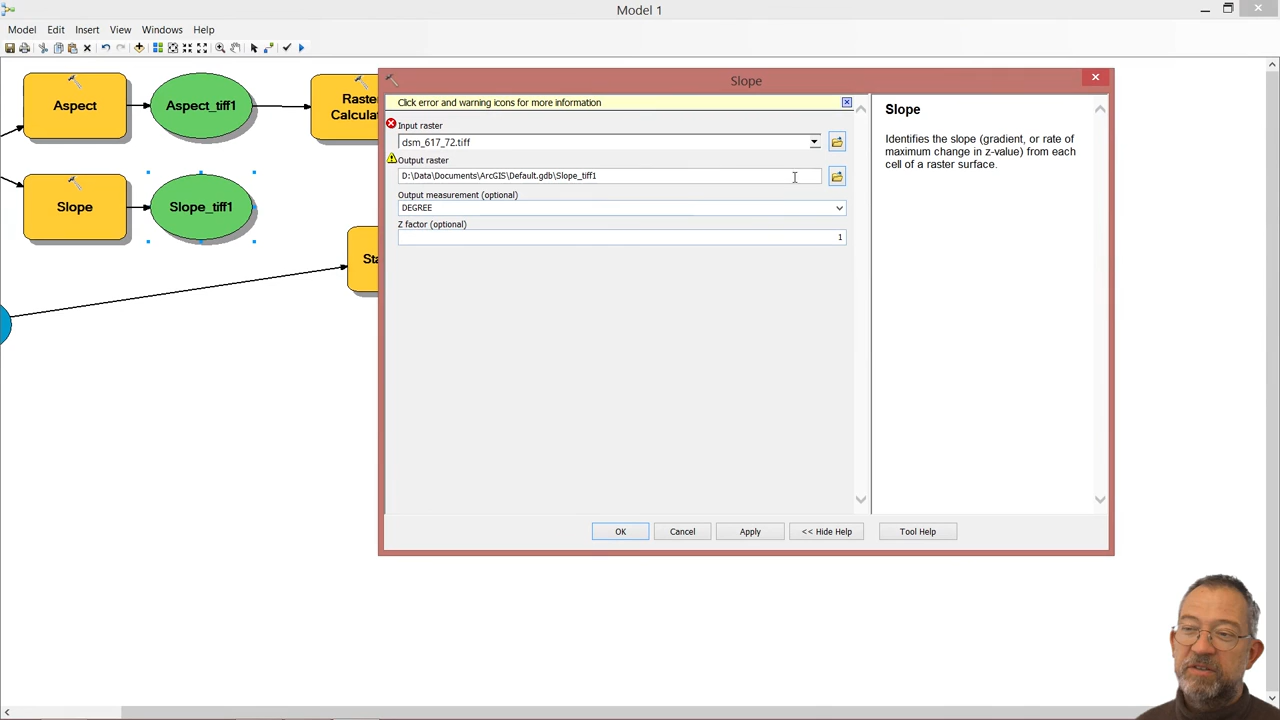 Model 1
Model Edit Insert View Windows Help
Aspect
Aspect_tiff1
Slope
Slope_tiff1
Slope
Click error and warning icons for more information
Input raster
dsm_617_72.tiff
Output raster
D:\Data\Documents\ArcGIS\Default.gdb\Slope_tiff1
Output measurement (optional)
DEGREE
Z factor (optional)
1
OK Cancel Apply << Hide Help Tool Help
Slope
Identifies the slope (gradient, or rate of
maximum change in z-value) from each
cell of a raster surface.